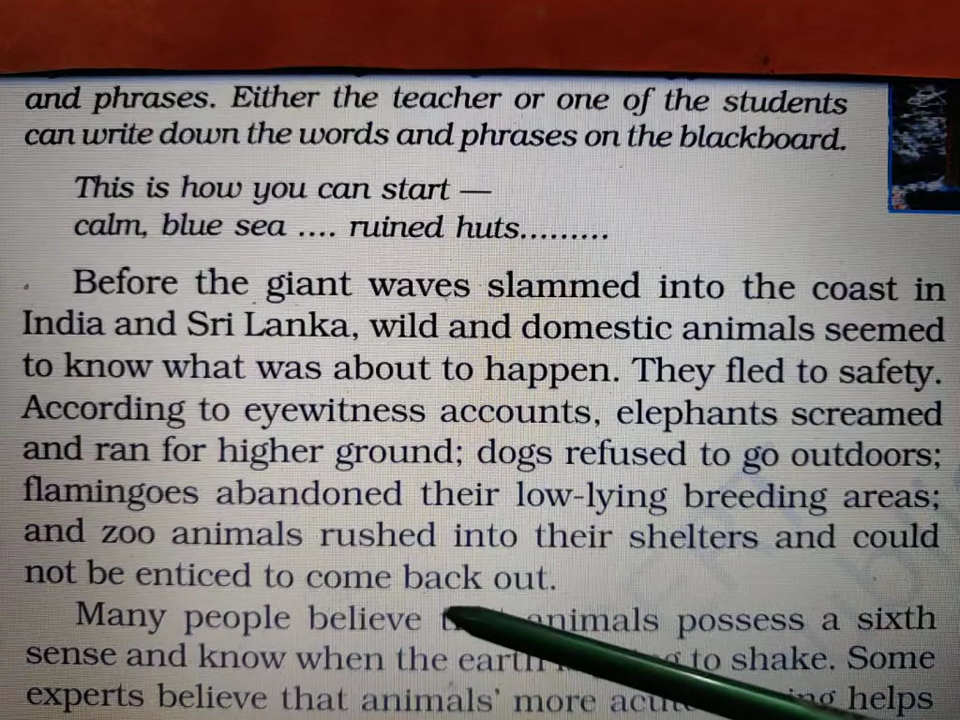 and phrases. Either the teacher or one of the students
can write down the words and phrases on the blackboard.
This is how you can start —
calm, blue sea .... ruined huts.........
Before the giant waves slammed into the coast in
India and Sri Lanka, wild and domestic animals seemed
to know what was about to happen. They fled to safety.
According to eyewitness accounts, elephants screamed
and ran for higher ground; dogs refused to go outdoors;
flamingoes abandoned their low-lying breeding areas;
and zoo animals rushed into their shelters and could
not be enticed to come back out.
Many people believe animals possess a sixth
sense and know when the earth to shake. Some
experts believe that animals' more helps